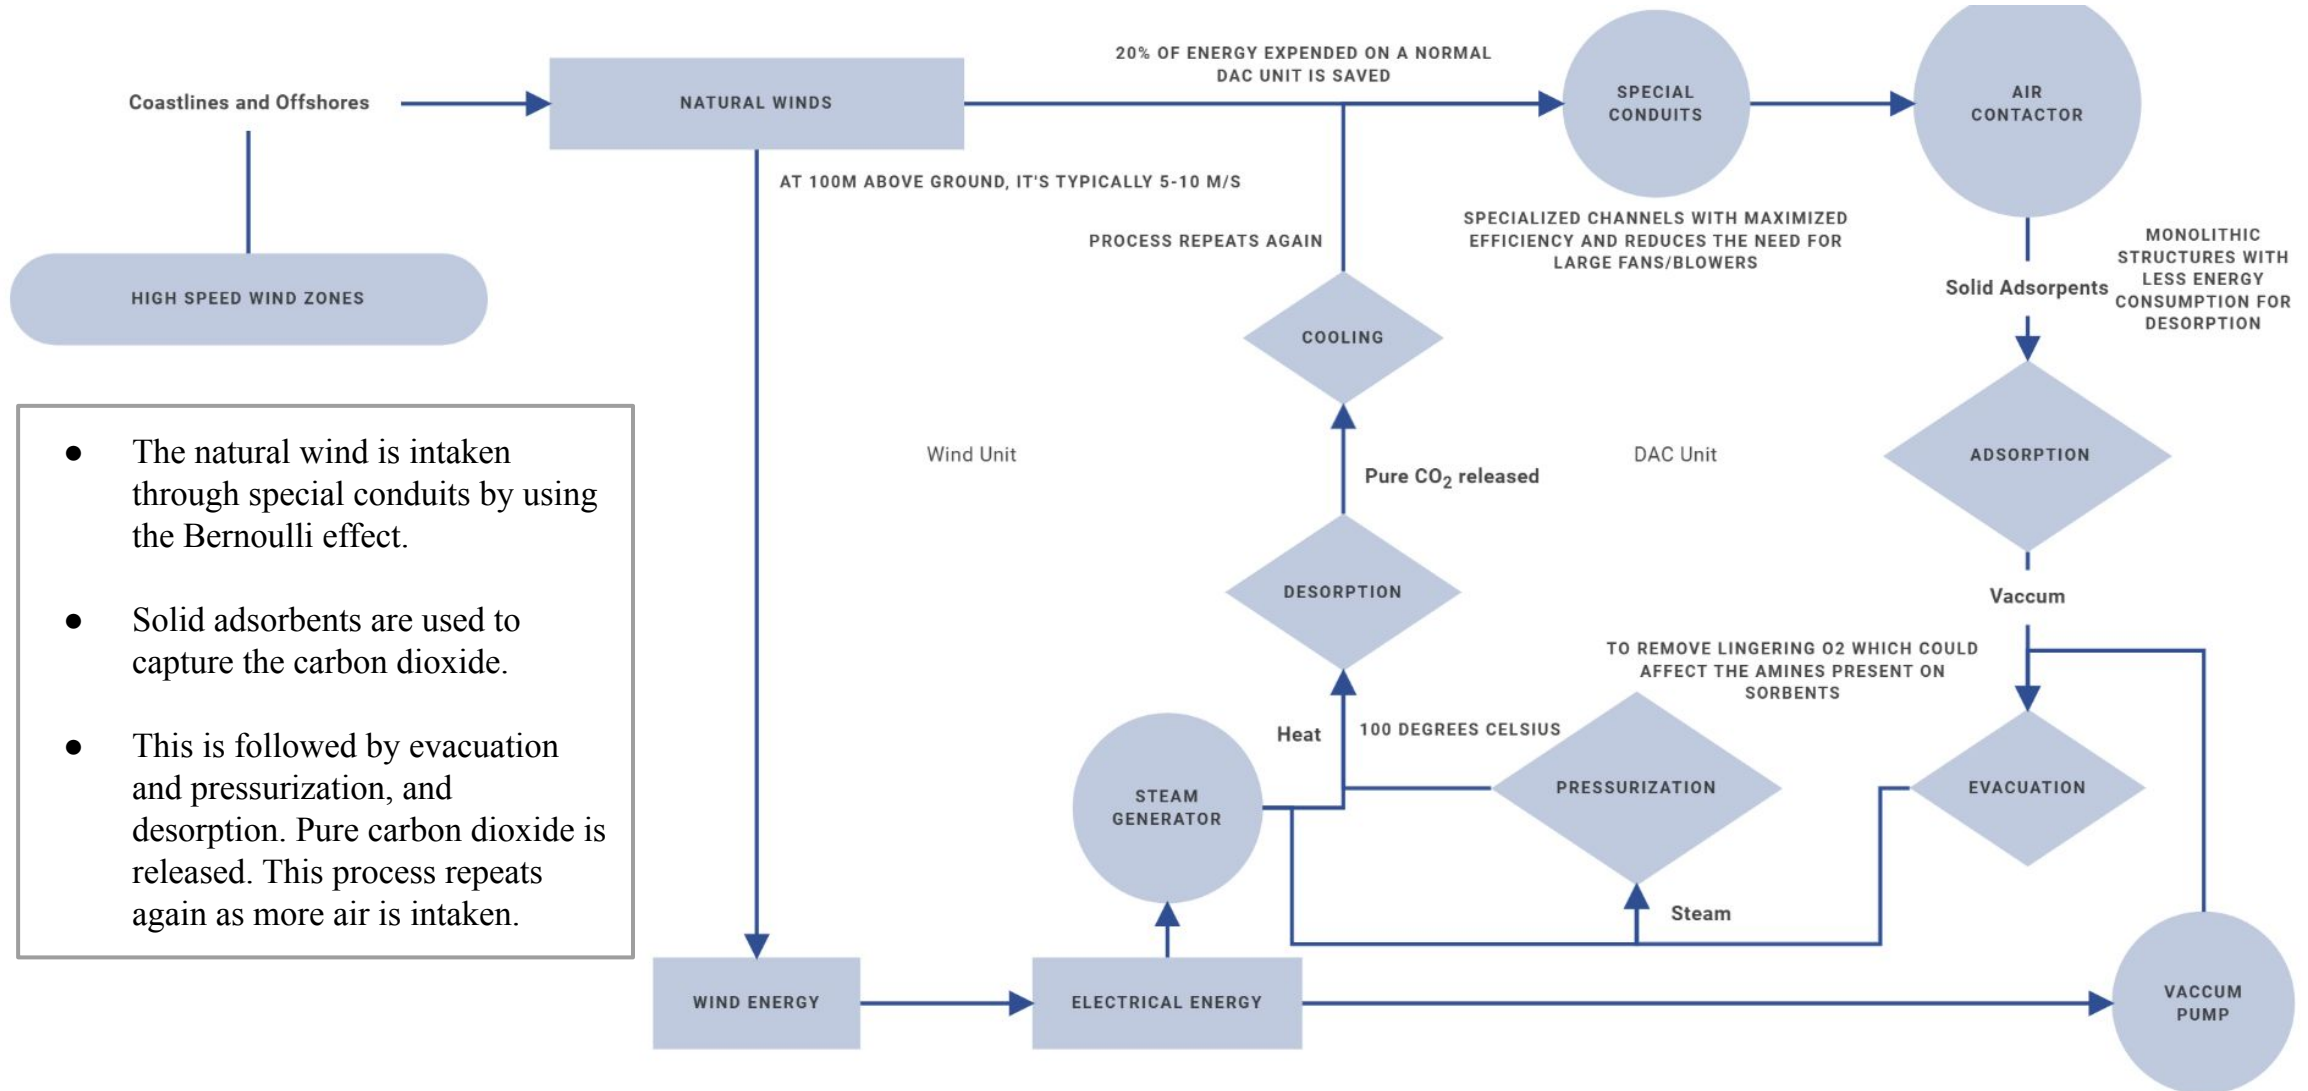 20% OF ENERGY EXPENDED ON A NORMAL
DAC UNIT IS SAVED
Coastlines and Offshores
NATURAL WINDS
SPECIAL
CONDUITS
AIR
CONTACTOR
AT 100M ABOVE GROUND, IT'S TYPICALLY 5-10 M/S
PROCESS REPEATS AGAIN
SPECIALIZED CHANNELS WITH MAXIMIZED
EFFICIENCY AND REDUCES THE NEED FOR
LARGE FANS/BLOWERS
MONOLITHIC
STRUCTURES WITH
LESS ENERGY
CONSUMPTION FOR
DESORPTION
Solid Adsorpents
HIGH SPEED WIND ZONES
COOLING
● The natural wind is intaken
through special conduits by using
the Bernoulli effect.
● Solid adsorbents are used to
capture the carbon dioxide.
● This is followed by evacuation
and pressurization, and
desorption. Pure carbon dioxide is
released. This process repeats
again as more air is intaken.
Wind Unit
DAC Unit
ADSORPTION
Pure CO₂ released
DESORPTION
Vaccum
TO REMOVE LINGERING O2 WHICH COULD
AFFECT THE AMINES PRESENT ON
SORBENTS
Heat
100 DEGREES CELSIUS
STEAM
GENERATOR
PRESSURIZATION
EVACUATION
Steam
WIND ENERGY
ELECTRICAL ENERGY
VACCUM
PUMP